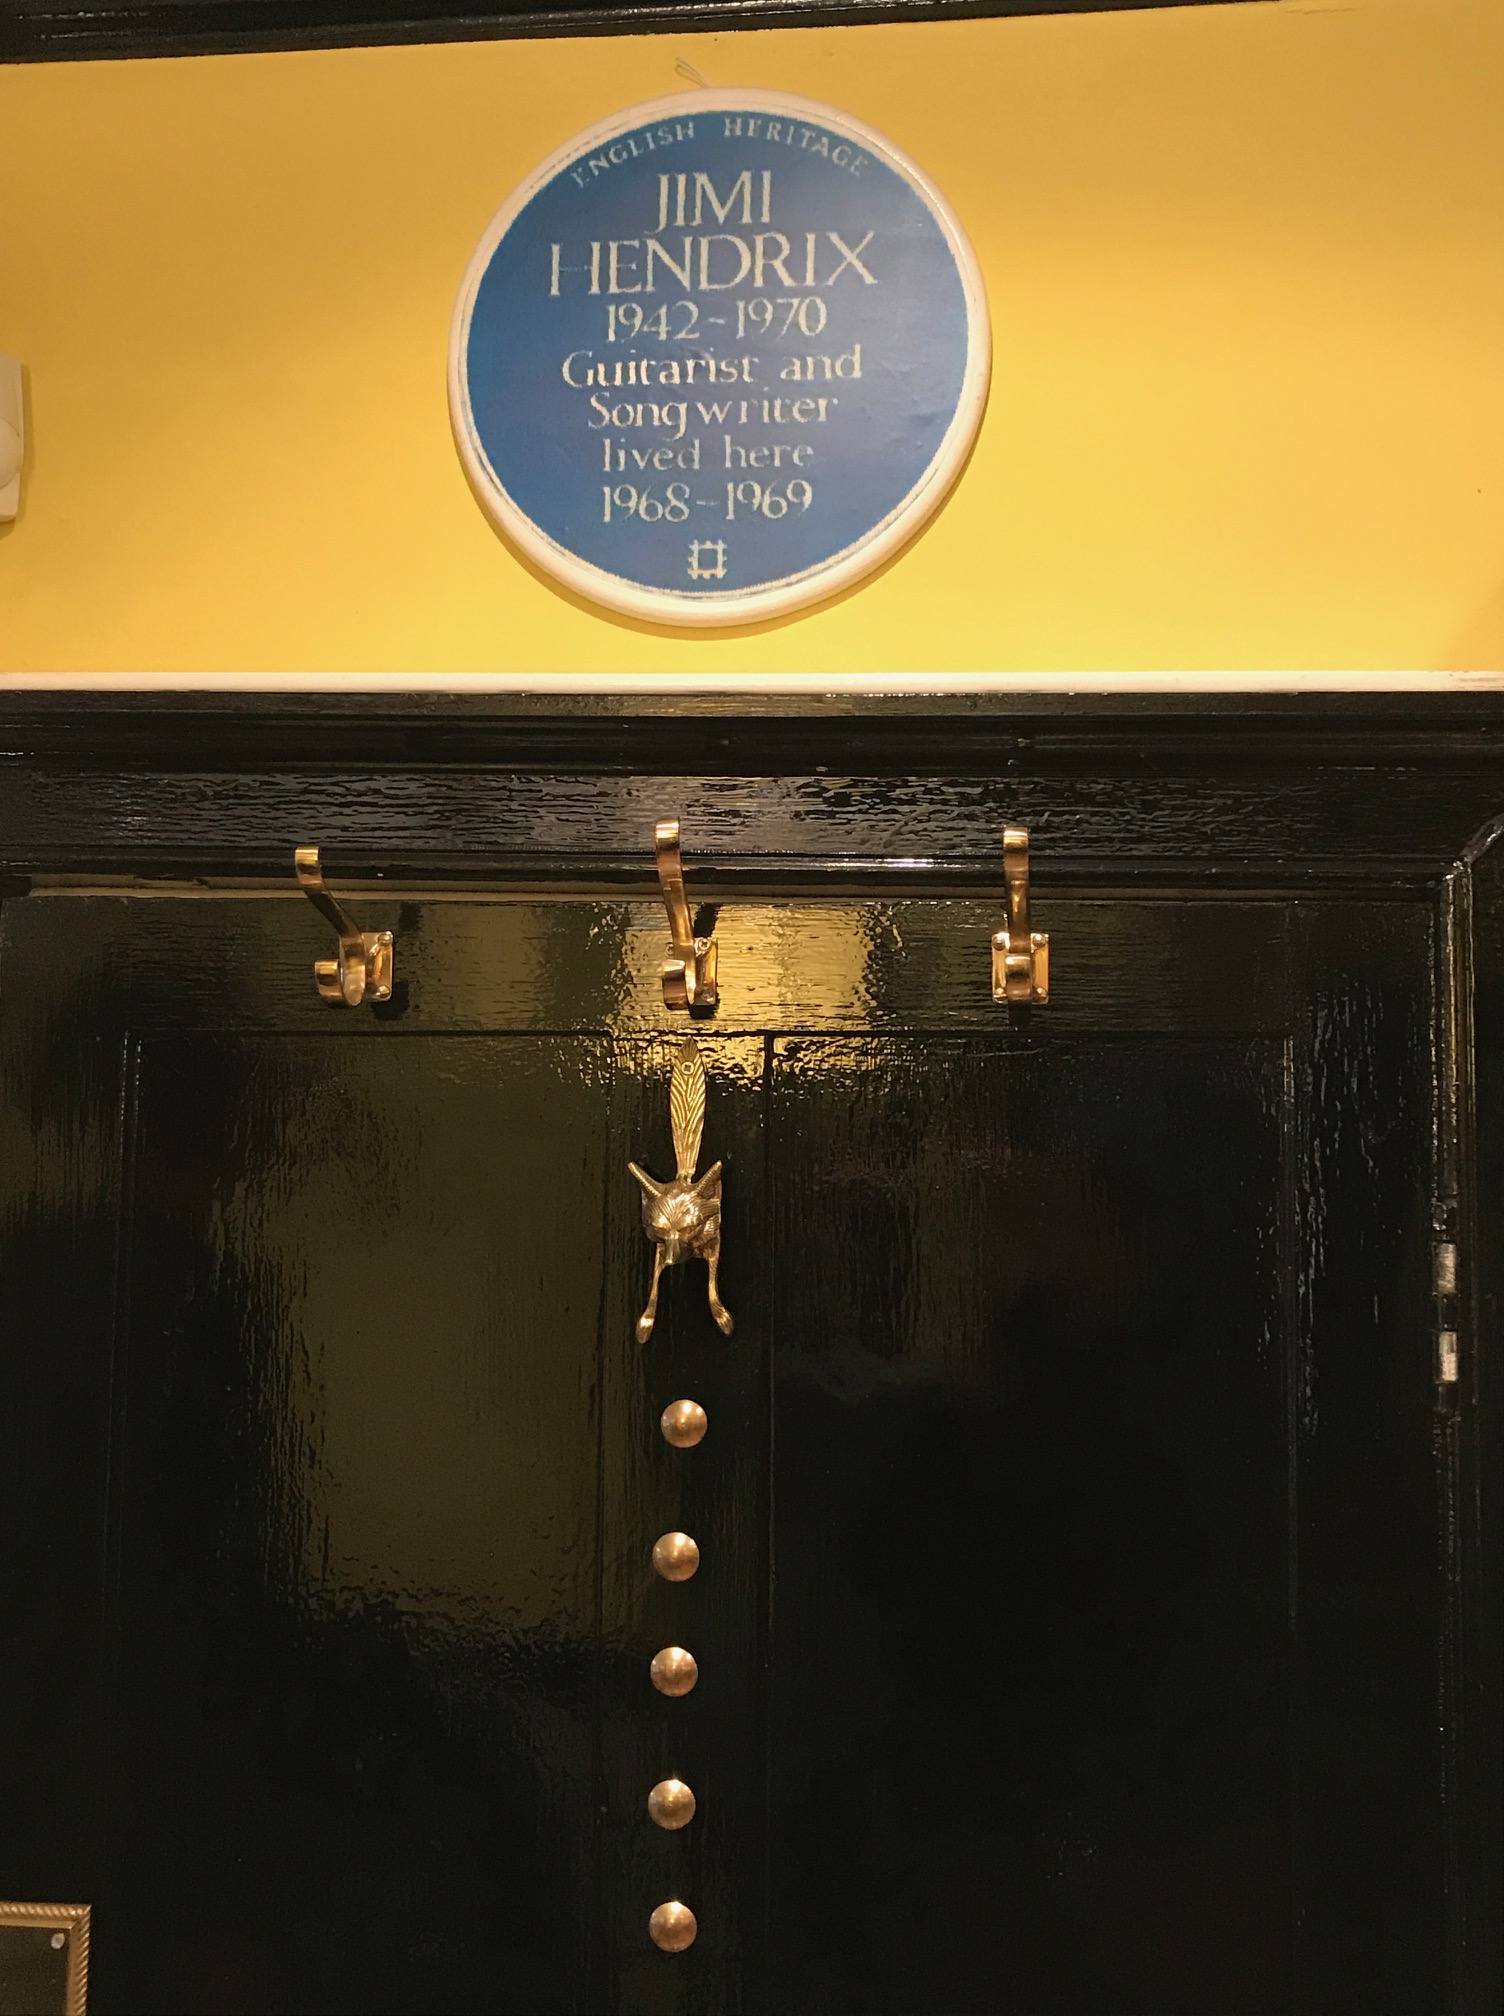 ENGLISH HERITAGE
JIMI
HENDRIX
1942-1970
Guitarist and
Songwriter
lived here
1968-1969